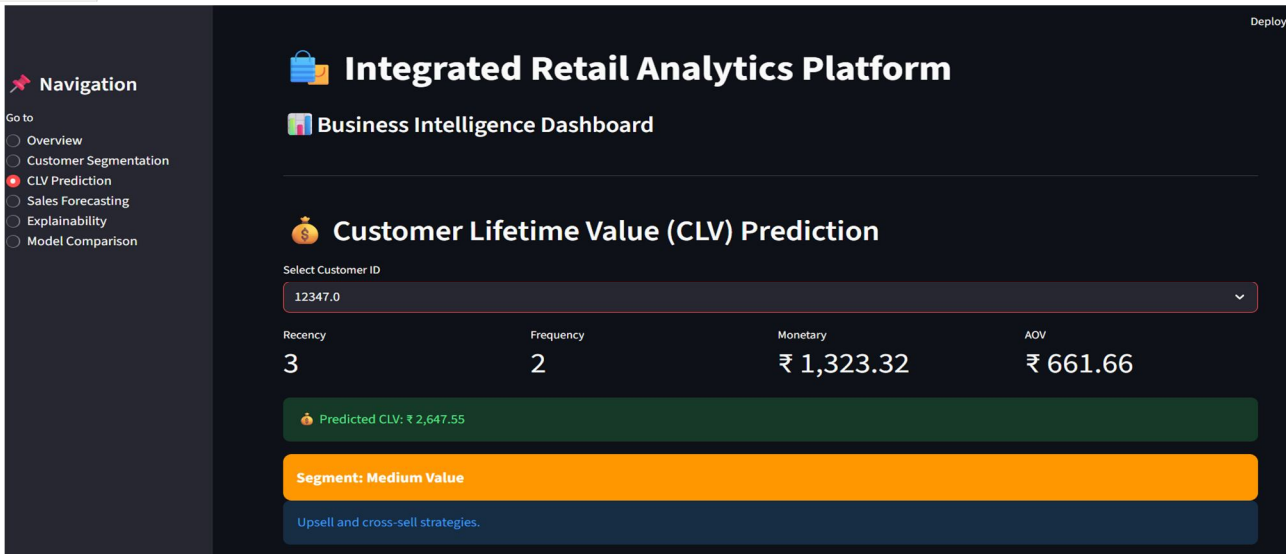 Deploy
Navigation
Go to
Overview
Customer Segmentation
CLV Prediction
Sales Forecasting
Explainability
Model Comparison
Integrated Retail Analytics Platform
Business Intelligence Dashboard
Customer Lifetime Value (CLV) Prediction
Select Customer ID
12347.0
Recency Frequency Monetary AOV
3 2 ₹ 1,323.32 ₹ 661.66
Predicted CLV: ₹ 2,647.55
Segment: Medium Value
Upsell and cross-sell strategies.